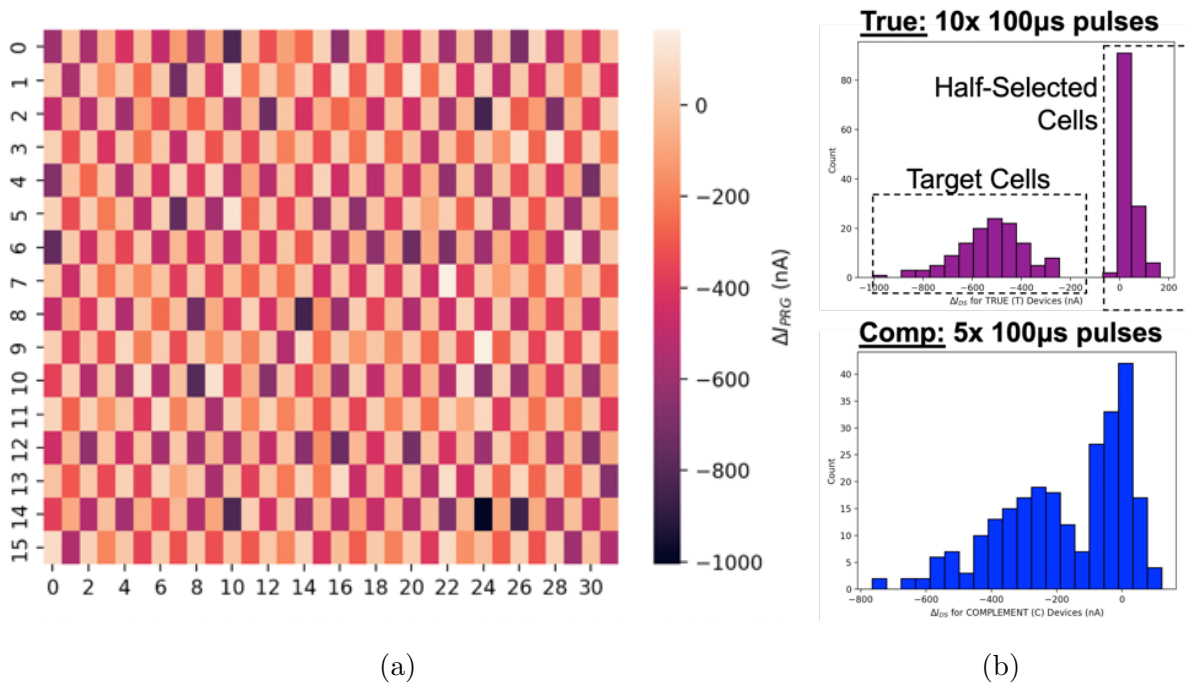 0
1
2
3
4
5
6
7
8
9
10
11
12
13
14
15
0 2 4 6 8 10 12 14 16 18 20 22 24 26 28 30
0
−200
−400
−600
−800
−1000
ΔI_PRG (nA)
(a)
True: 10x 100µs pulses
Half-Selected
Cells
Target Cells
Count
80
60
40
20
0
−1000 −800 −600 −400 −200 0 200
ΔI_DS for TRUE (T) Devices (nA)
Comp: 5x 100µs pulses
Count
40
35
30
25
20
15
10
5
0
−800 −600 −400 −200 0
ΔI_DS for COMPLEMENT (C) Devices (nA)
(b)